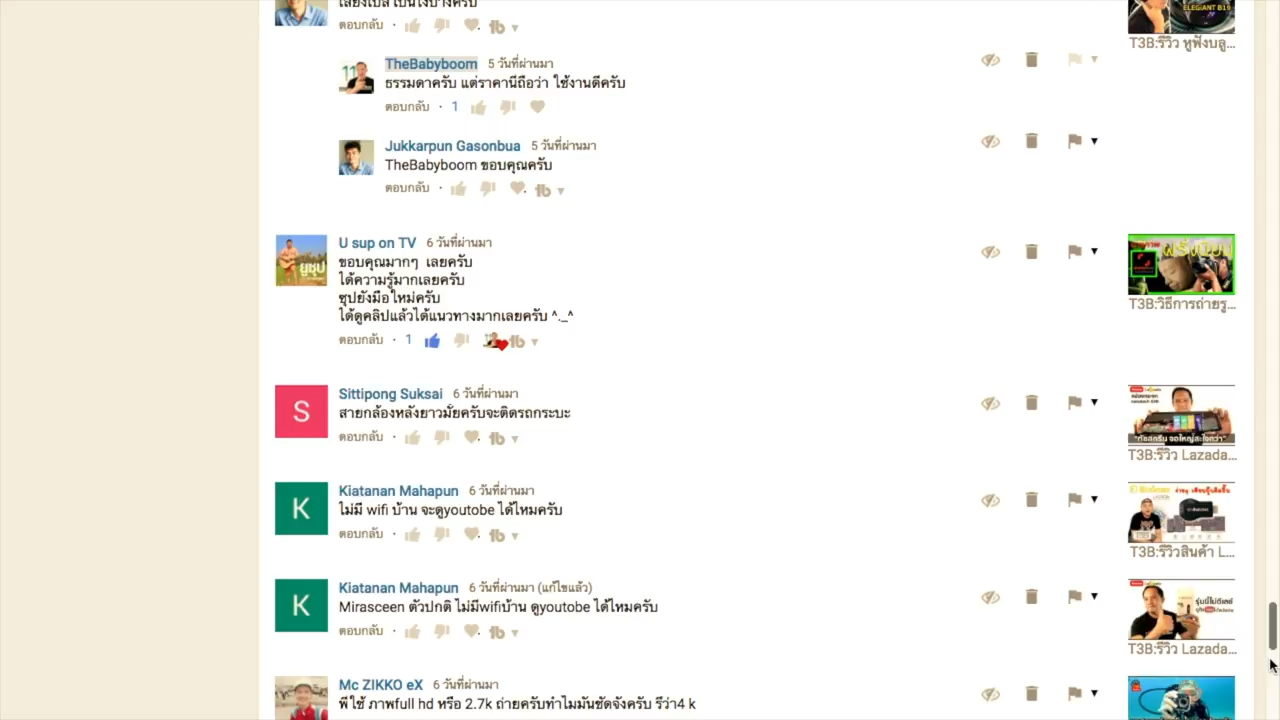 ตอบกลับ
TheBabyboom 5 วันที่ผ่านมา
ธรรมดาครับ แต่ราคานี้ถือว่า ใช้งานดีครับ
ตอบกลับ · 1
Jukkarpun Gasonbua 5 วันที่ผ่านมา
TheBabyboom ขอบคุณครับ
ตอบกลับ ·
U sup on TV 6 วันที่ผ่านมา
ขอบคุณมากๆ เลยครับ
ได้ความรู้มากเลยครับ
ซุปยังมือใหม่ครับ
ได้ดูคลิปแล้วได้แนวทางมากเลยครับ ^._^
ตอบกลับ · 1
Sittipong Suksai 6 วันที่ผ่านมา
สายกล้องหลังยาวมั้ยครับจะติดรถกระบะ
ตอบกลับ ·
Kiatanan Mahapun 6 วันที่ผ่านมา
ไม่มี wifi บ้าน จะดูyoutobe ได้ไหมครับ
ตอบกลับ ·
Kiatanan Mahapun 6 วันที่ผ่านมา (แก้ไขแล้ว)
Mirasceen ตัวปกติ ไม่มีwifiบ้าน ดูyoutobe ได้ไหมครับ
ตอบกลับ ·
Mc ZIKKO eX 6 วันที่ผ่านมา
พี่ใช้ ภาพfull hd หรือ 2.7k ถ่ายครับทำไมมันชัดจังครับ รึว่า4 k
ELEGIANT B19
T3B:รีวิว หูฟังบลู...
T3B:วิธีการถ่ายรู...
T3B:รีวิว Lazada...
T3B:รีวิวสินค้า L...
T3B:รีวิว Lazada...
S
K
K